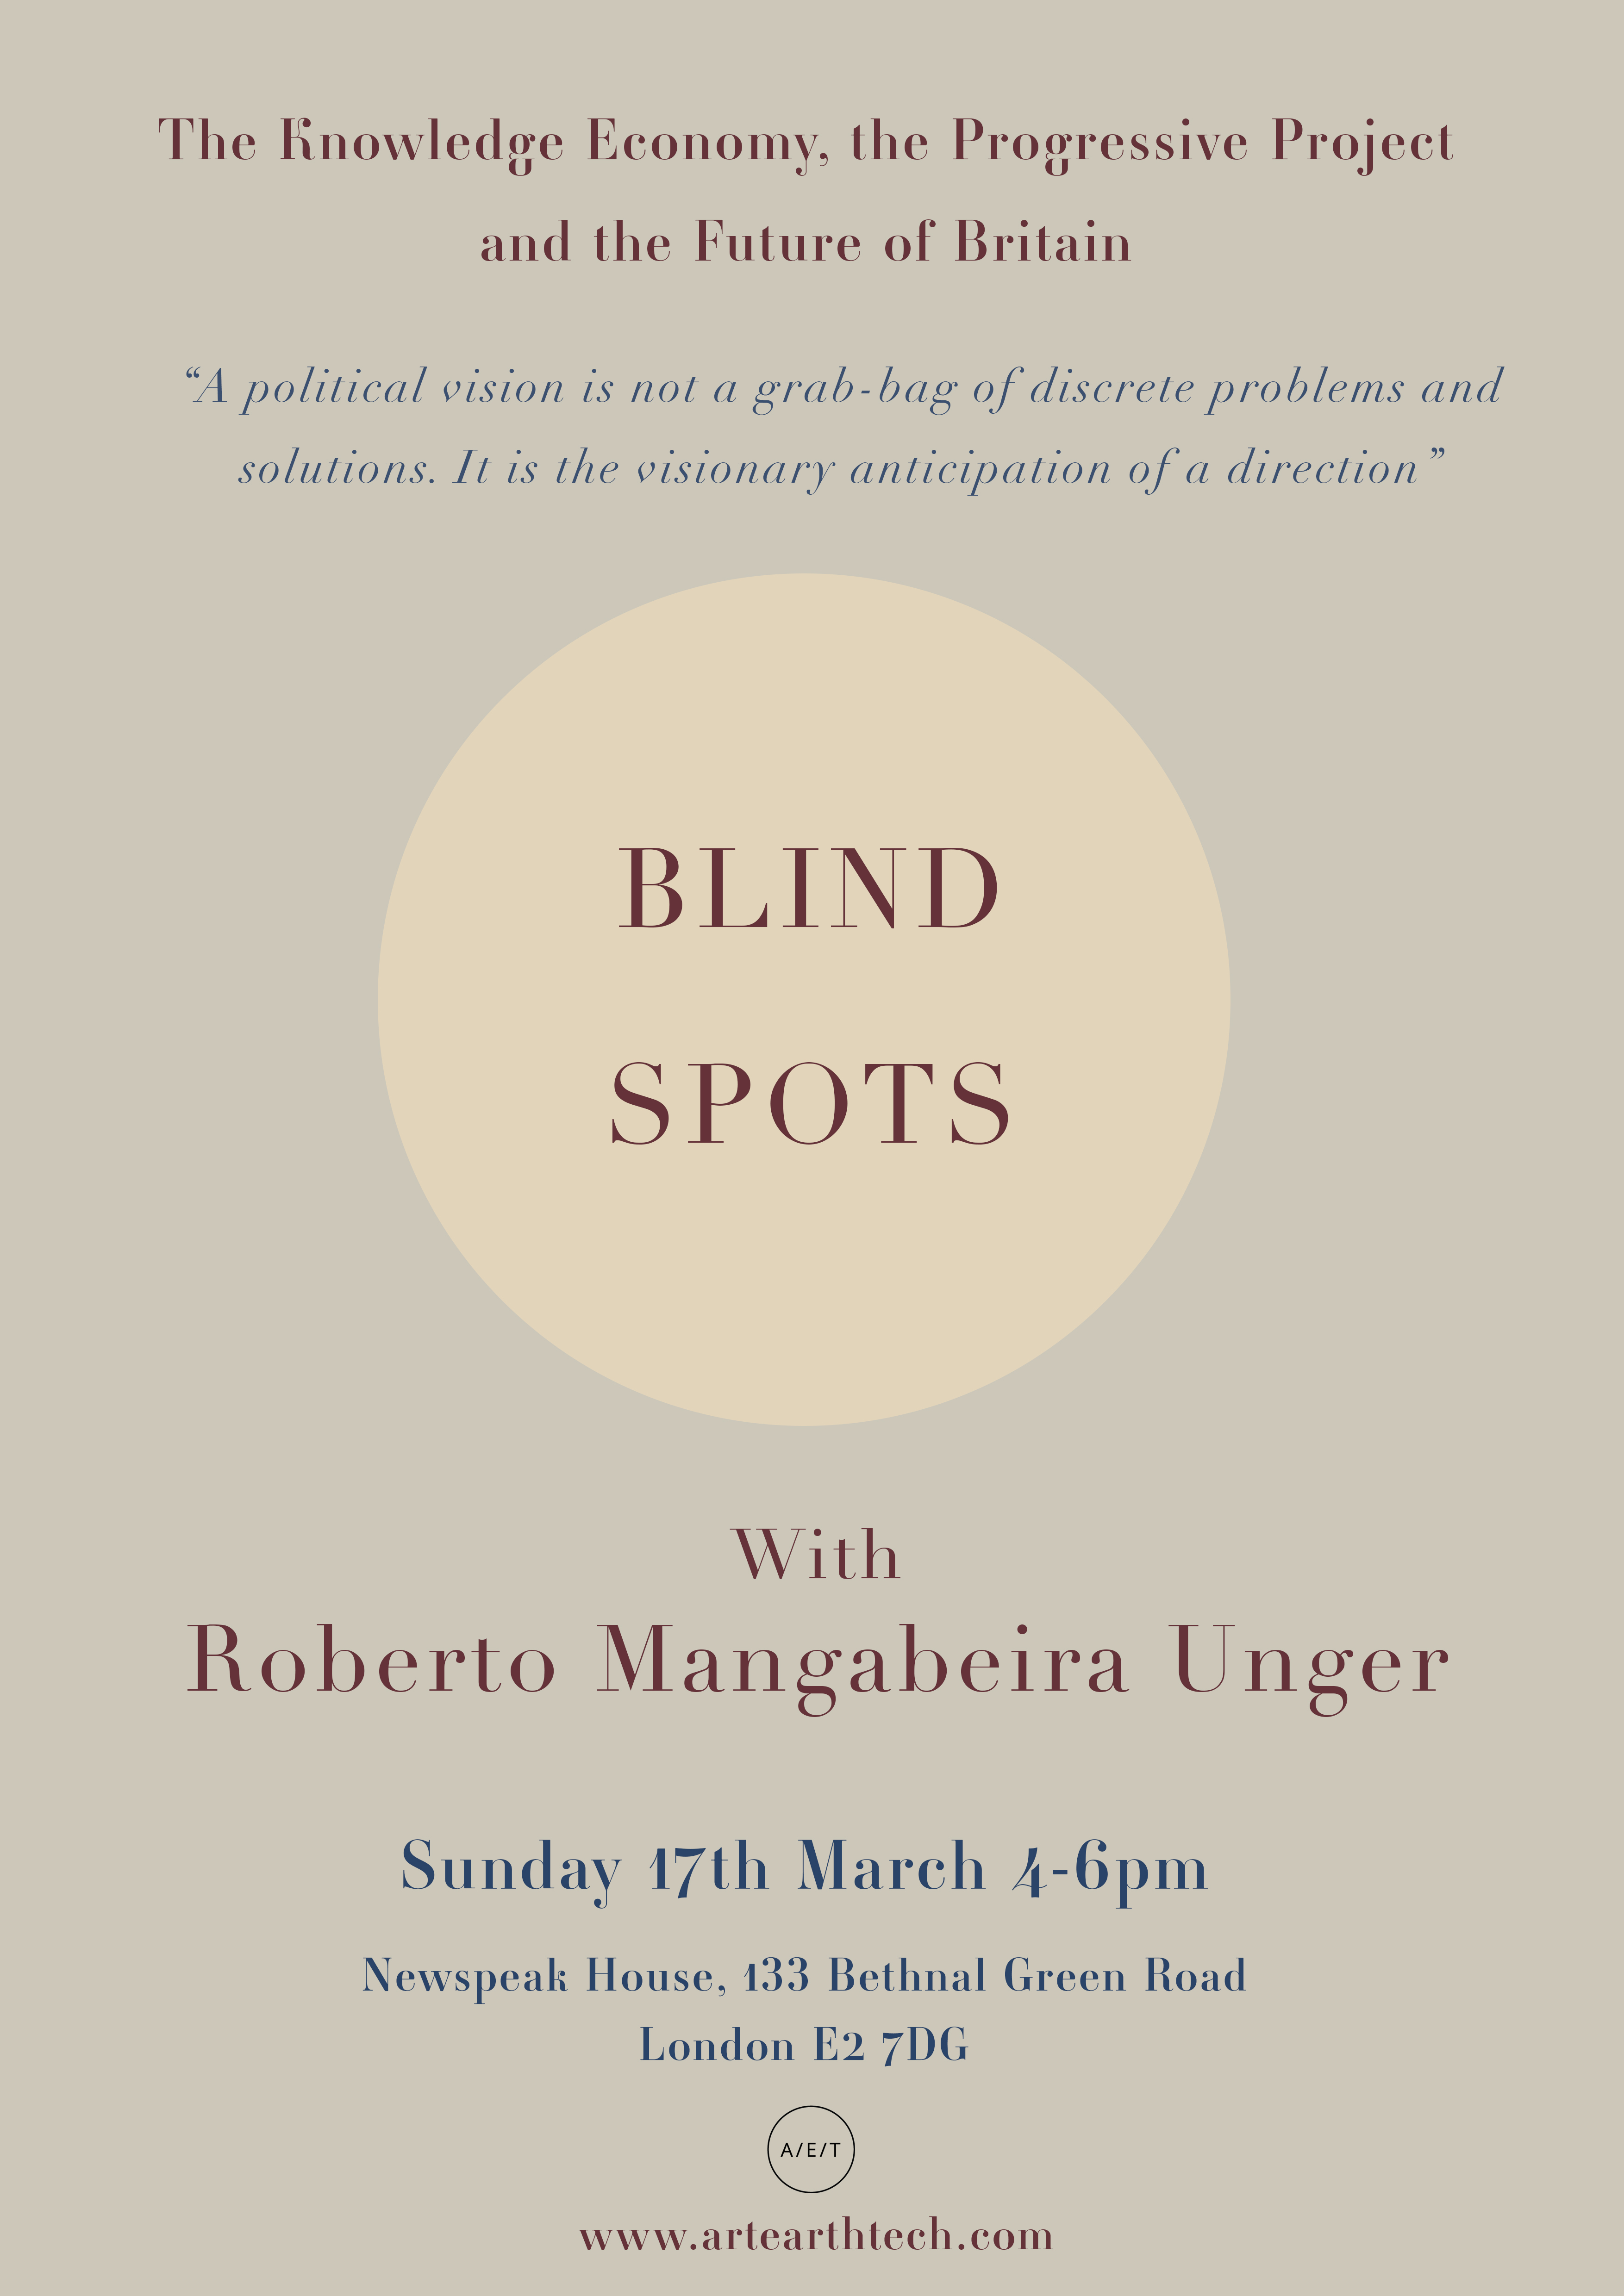 The Knowledge Economy, the Progressive Project
and the Future of Britain
“A political vision is not a grab-bag of discrete problems and
solutions. It is the visionary anticipation of a direction”
BLIND
SPOTS
With
Roberto Mangabeira Unger
Sunday 17th March 4-6pm
Newspeak House, 133 Bethnal Green Road
London E2 7DG
A/E/T
www.artearthtech.com